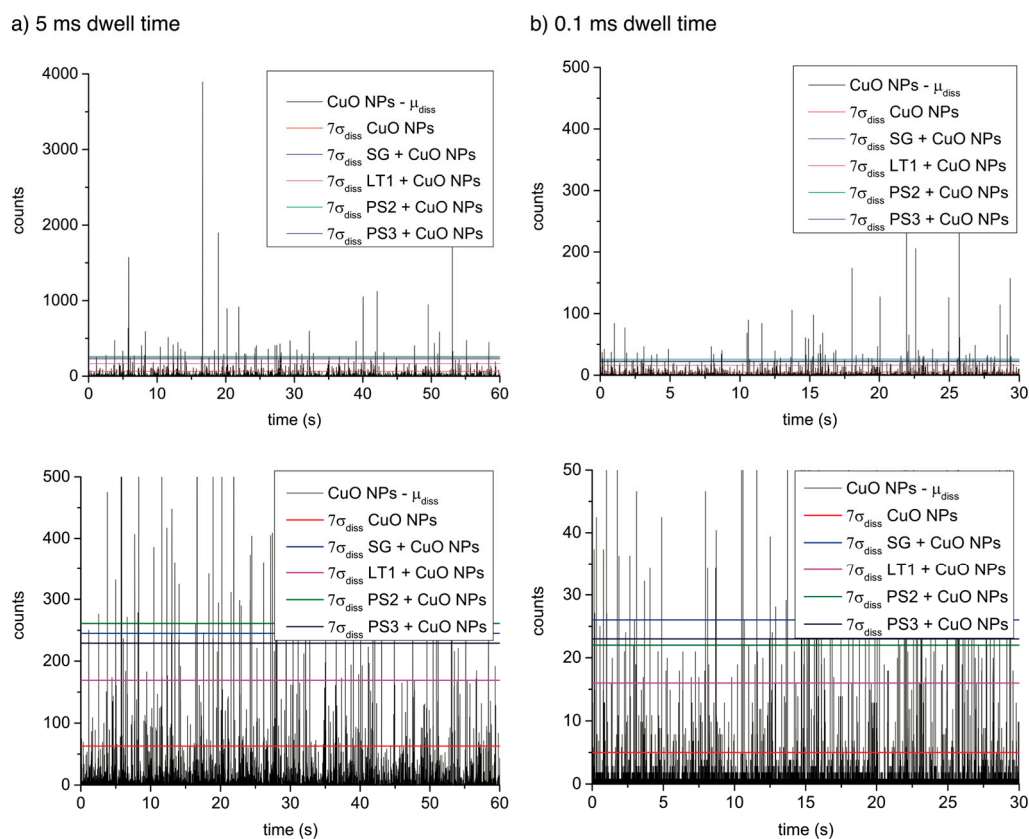 a) 5 ms dwell time
b) 0.1 ms dwell time
4000
3000
2000
1000
0
counts
0 10 20 30 40 50 60
time (s)
CuO NPs - μdiss
7σdiss CuO NPs
7σdiss SG + CuO NPs
7σdiss LT1 + CuO NPs
7σdiss PS2 + CuO NPs
7σdiss PS3 + CuO NPs
500
400
300
200
100
0
counts
0 5 10 15 20 25 30
time (s)
CuO NPs - μdiss
7σdiss CuO NPs
7σdiss SG + CuO NPs
7σdiss LT1 + CuO NPs
7σdiss PS2 + CuO NPs
7σdiss PS3 + CuO NPs
500
400
300
200
100
0
counts
0 10 20 30 40 50 60
time (s)
CuO NPs - μdiss
7σdiss CuO NPs
7σdiss SG + CuO NPs
7σdiss LT1 + CuO NPs
7σdiss PS2 + CuO NPs
7σdiss PS3 + CuO NPs
50
40
30
20
10
0
counts
0 5 10 15 20 25 30
time (s)
CuO NPs - μdiss
7σdiss CuO NPs
7σdiss SG + CuO NPs
7σdiss LT1 + CuO NPs
7σdiss PS2 + CuO NPs
7σdiss PS3 + CuO NPs